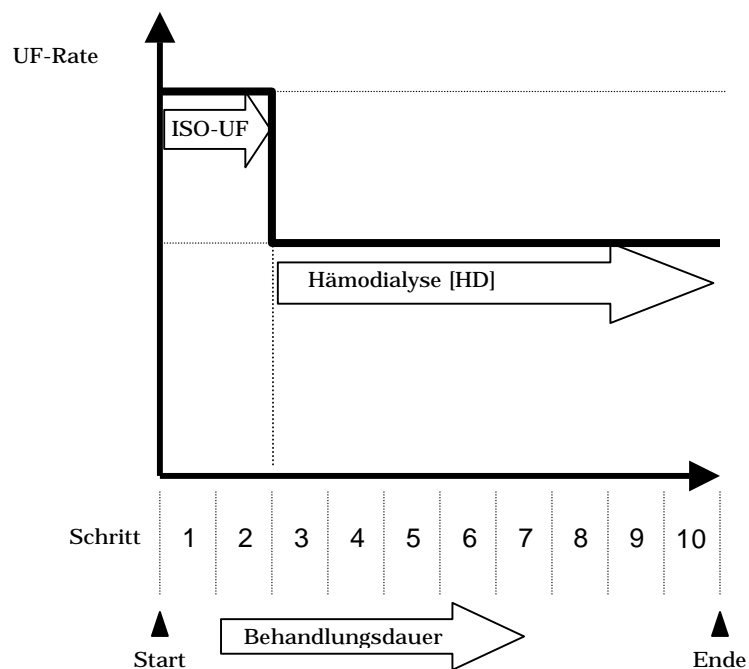 UF-Rate
ISO-UF
Hämodialyse [HD]
Schritt 1 2 3 4 5 6 7 8 9 10
Behandlungsdauer
Start Ende